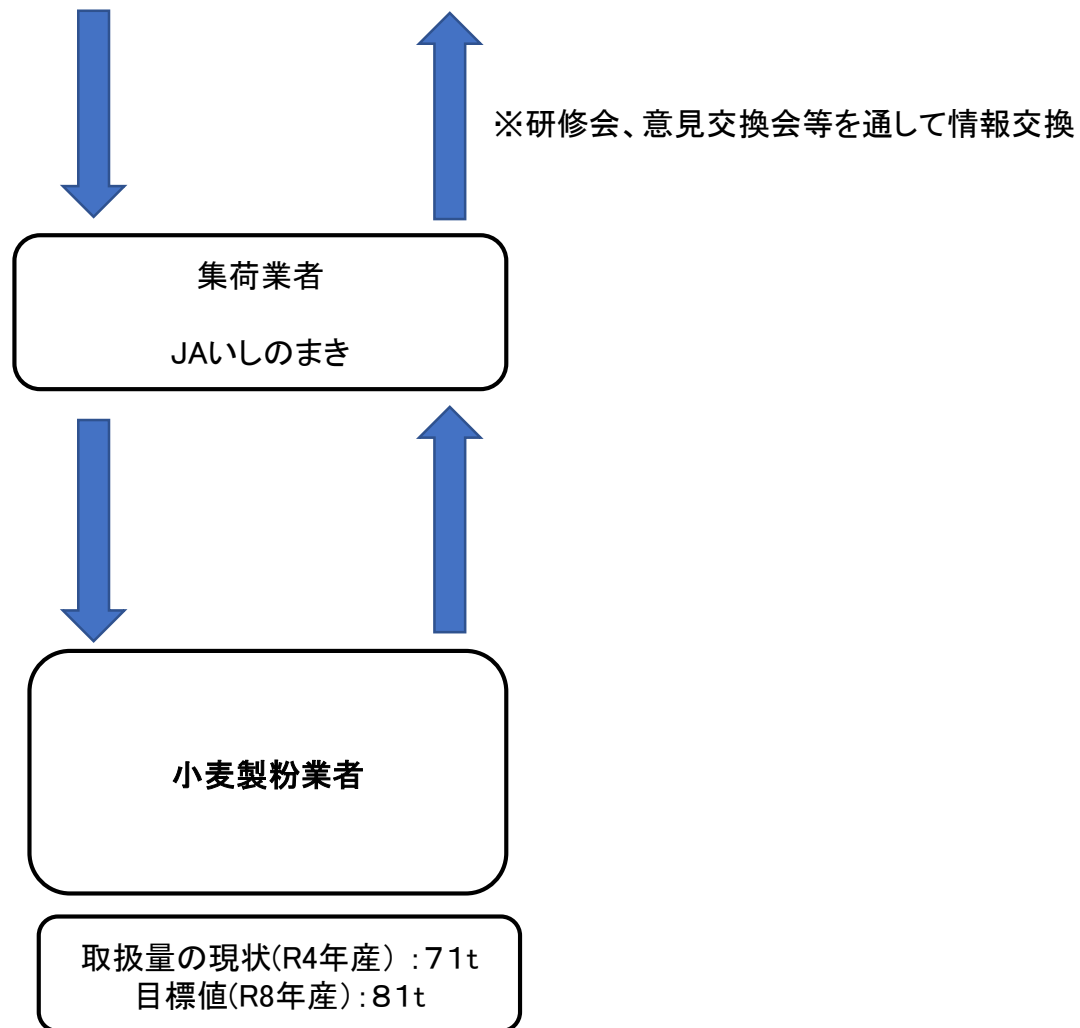 ※研修会、意見交換会等を通して情報交換
集荷業者
JAいしのまき
小麦製粉業者
取扱量の現状(R4年産）：７１t
目標値(R8年産)：８１t